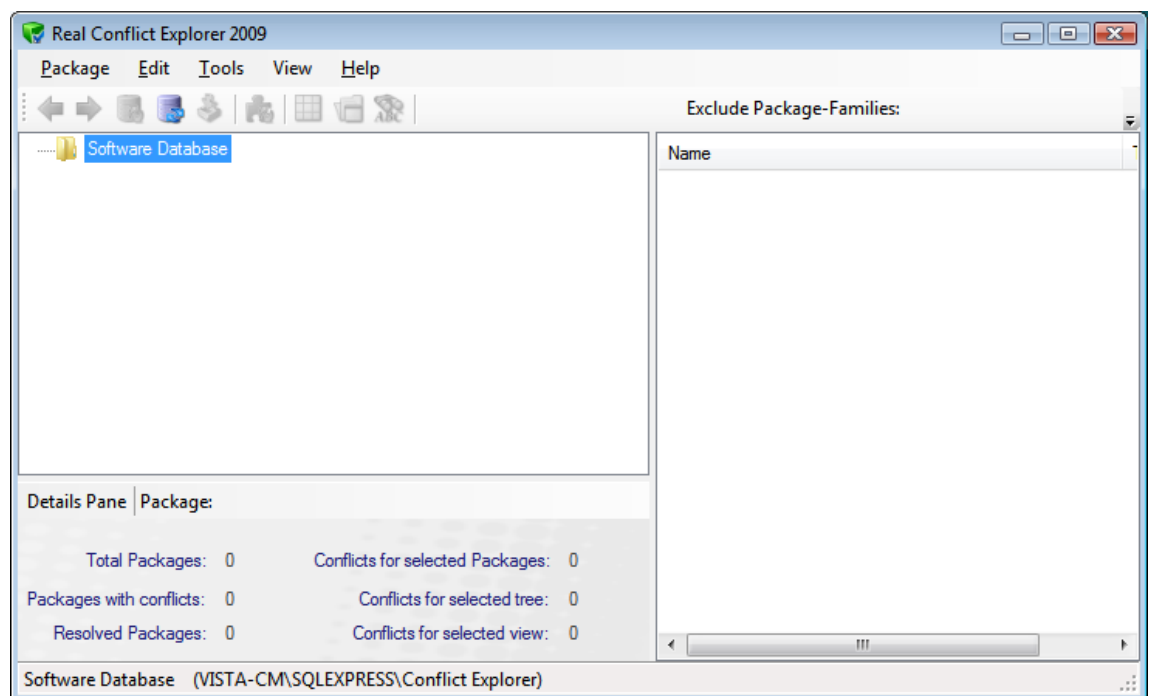 Real Conflict Explorer 2009
Package Edit Tools View Help
ABC
Exclude Package-Families:
Software Database
Name
Details Pane Package:
Total Packages: 0 Conflicts for selected Packages: 0
Packages with conflicts: 0 Conflicts for selected tree: 0
Resolved Packages: 0 Conflicts for selected view: 0
Software Database (VISTA-CM\SQLEXPRESS\Conflict Explorer)